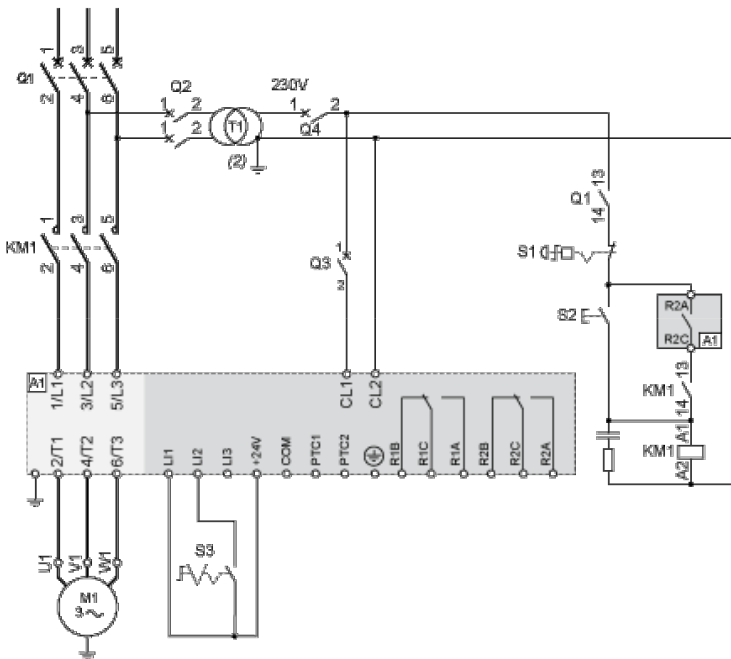 1 3 5
Q1
2 4 6
Q2
1 2
1 2
T1
(2)
230V
1 2
Q4
Q1 13
14
KM1 1 3 5
2 4 6
Q3 1
S1
S2
R2A
R2C A1
KM1 13
14
KM1 A1
A2
A1
1/L1 3/L2 5/L3 CL1 CL2
2/T1 4/T2 6/T3 LI1 LI2 LI3 +24V COM PTC1 PTC2 R1B R1C R1A R2B R2C R2A
S3
U1 V1 W1
M1
3